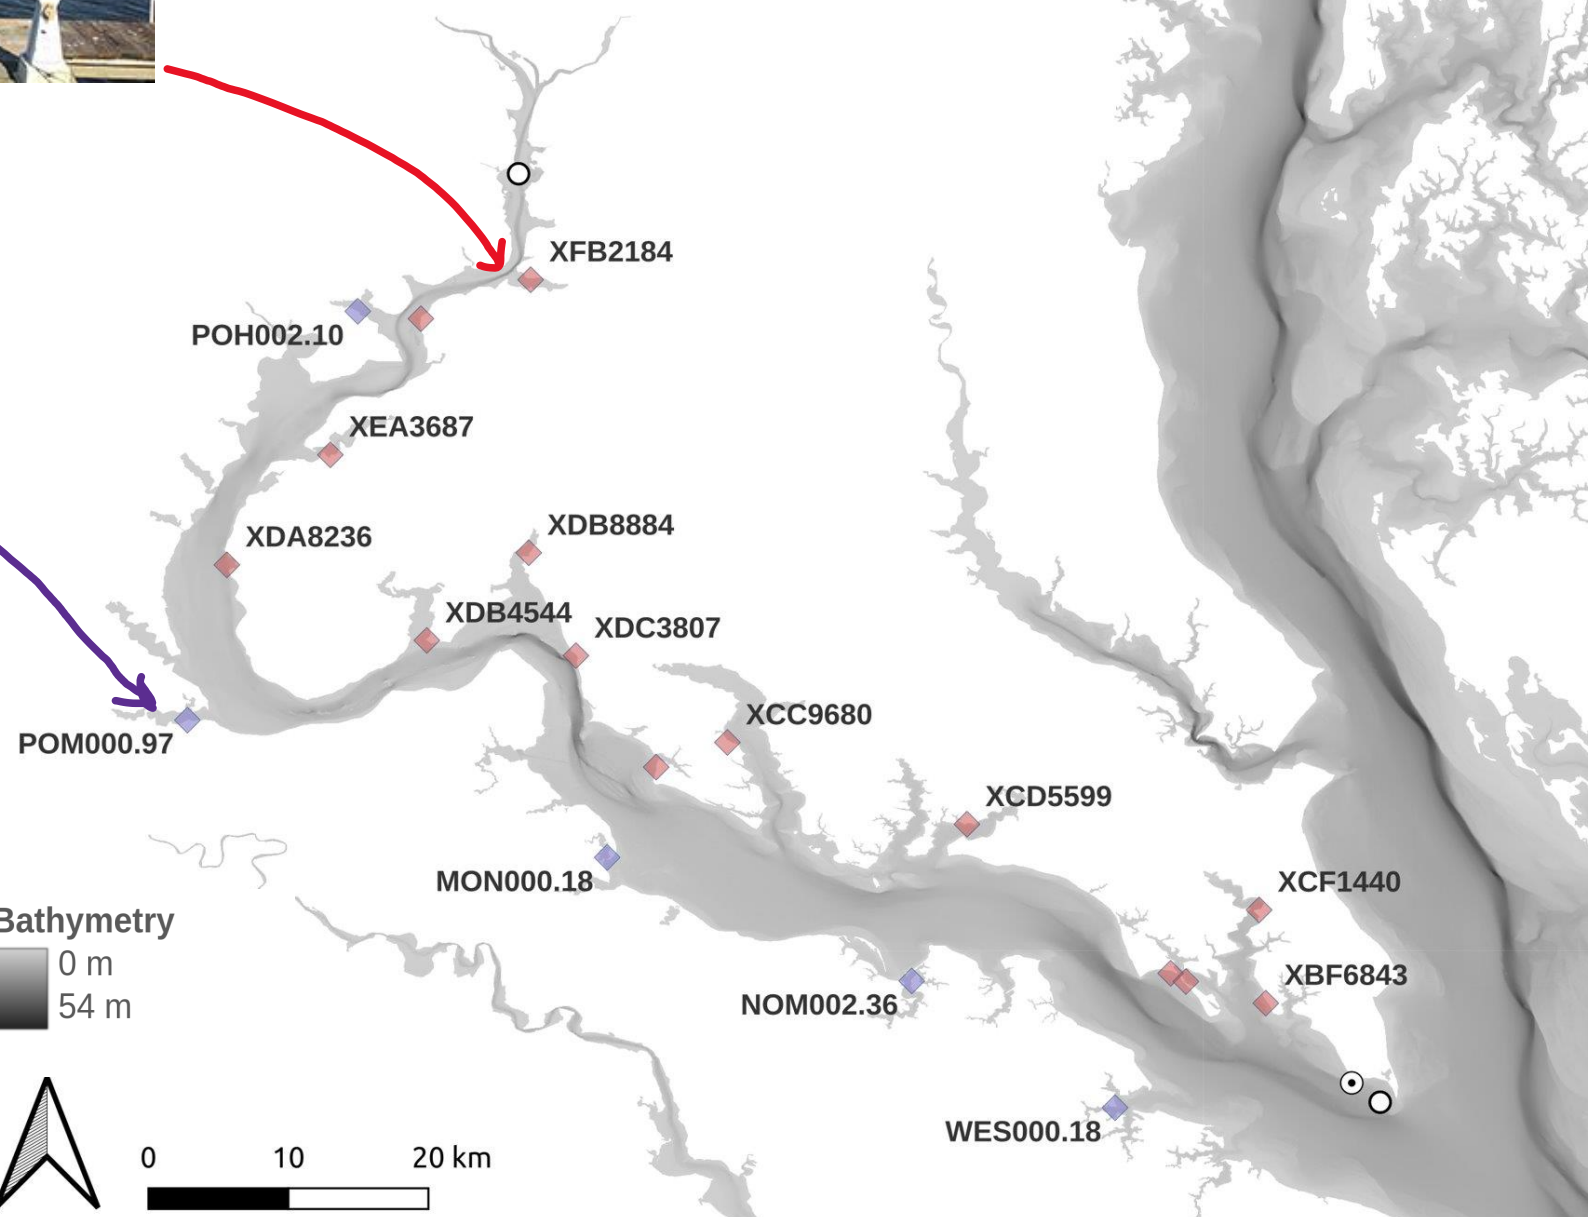 XFB2184
POH002.10
XEA3687
XDB8884
XDA8236
XDB4544
XDC3807
XCC9680
POM000.97
XCD5599
MON000.18
XCF1440
Bathymetry
0 m
XBF6843
54 m
NOM002.36
WES000.18
0 10 20 km